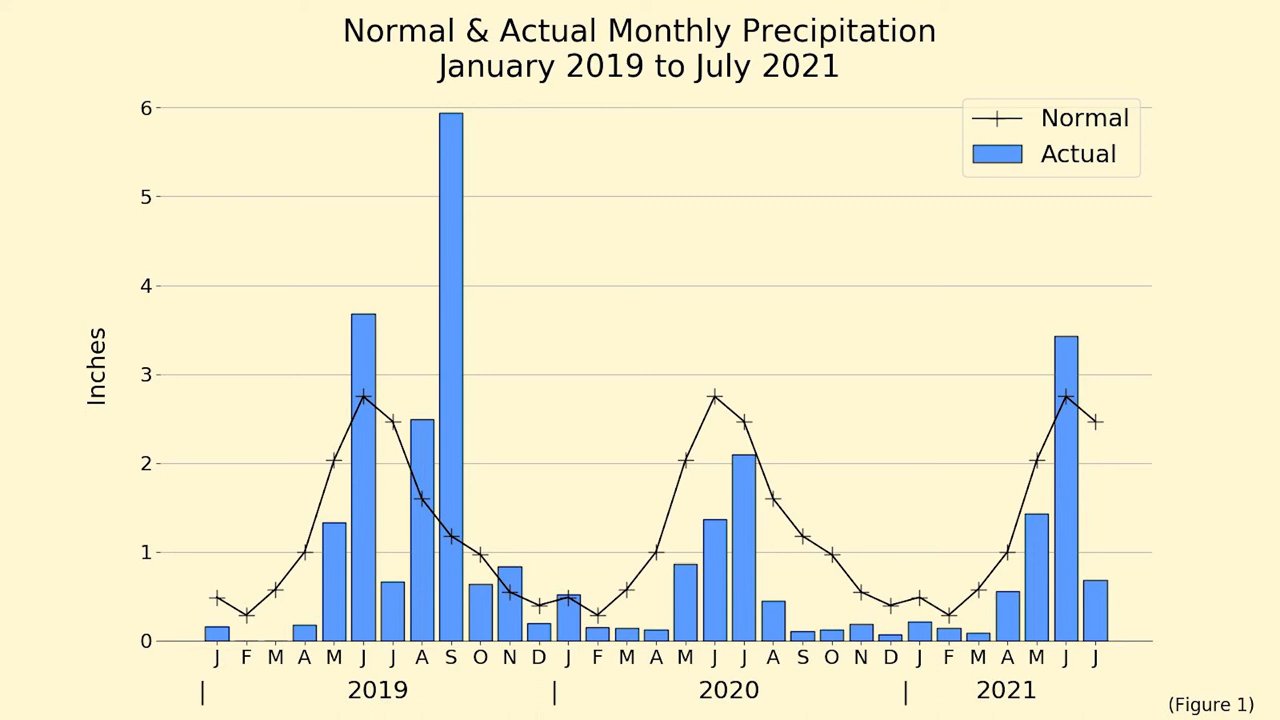 Normal & Actual Monthly Precipitation
January 2019 to July 2021
Normal
Actual
6
5
4
3
2
1
0
Inches
J F M A M J J A S O N D J F M A M J J A S O N D J F M A M J J
| 2019 | 2020 | 2021
(Figure 1)